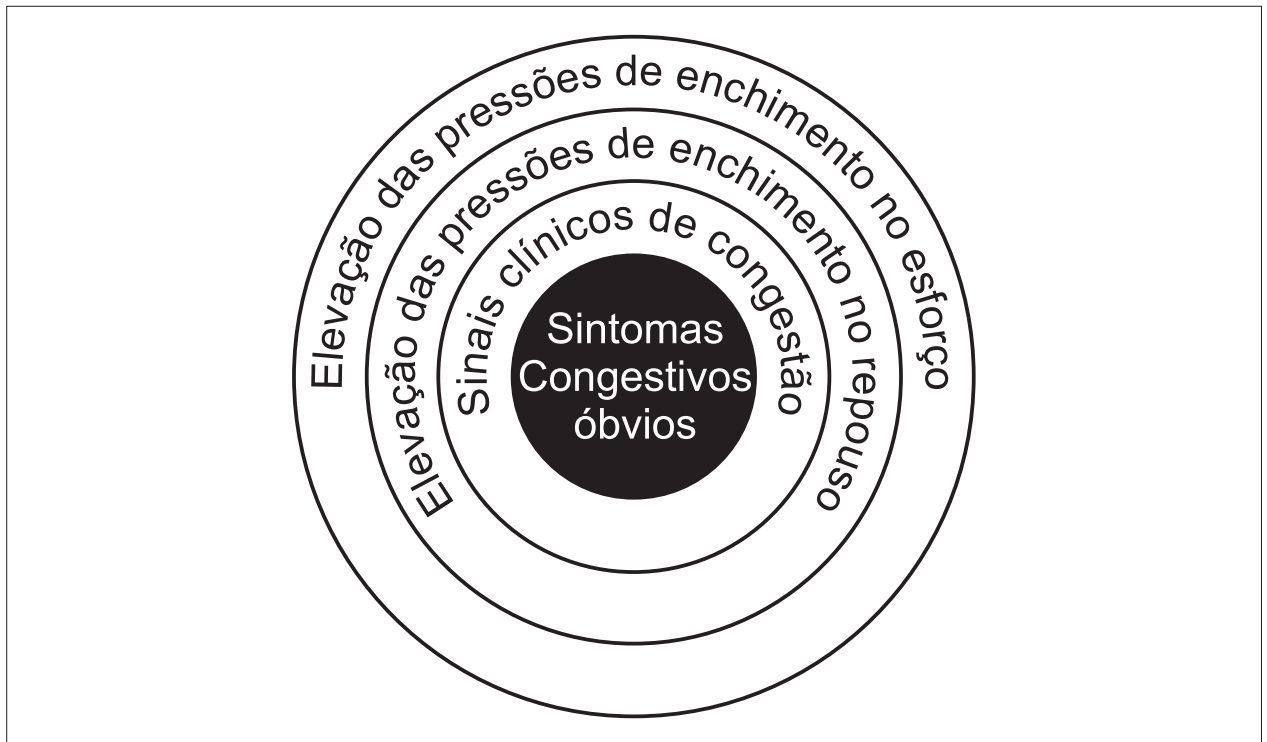 Elevação das pressões de enchimento no esforço
Elevação das pressões de enchimento no repouso
Sinais clínicos de congestão
Sintomas
Congestivos
óbvios